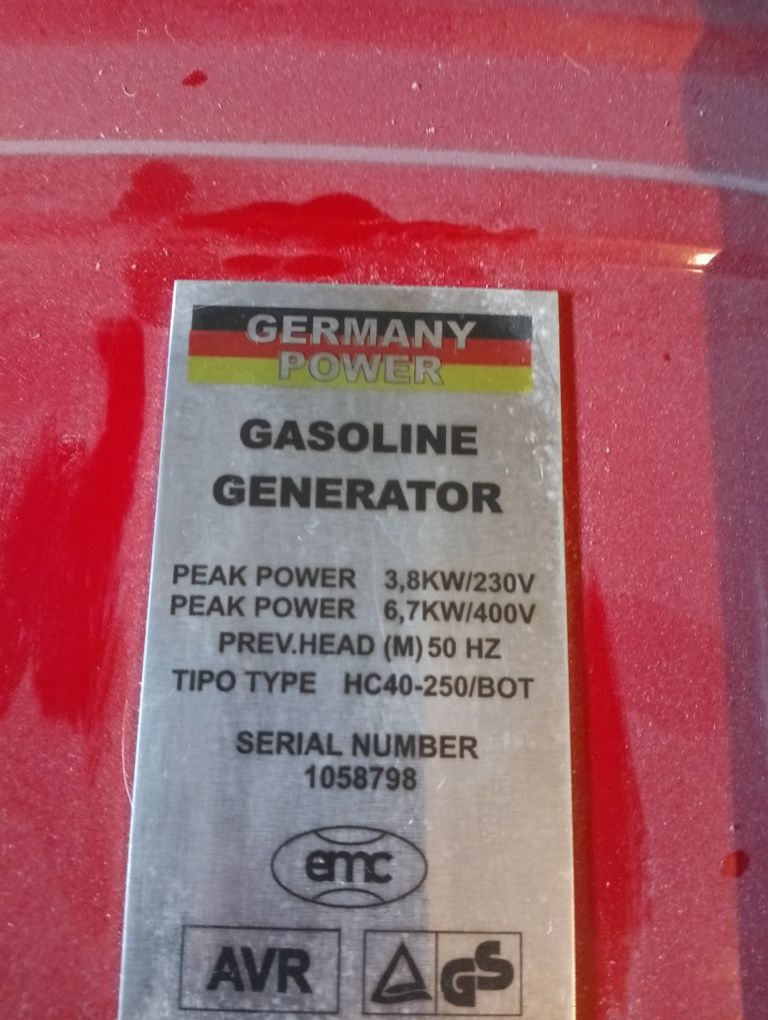 GERMANY
POWER
GASOLINE
GENERATOR
PEAK POWER 3,8KW/230V
PEAK POWER 6,7KW/400V
PREV.HEAD (M) 50 HZ
TIPO TYPE HC40-250/BOT
SERIAL NUMBER
1058798
emc
AVR GS